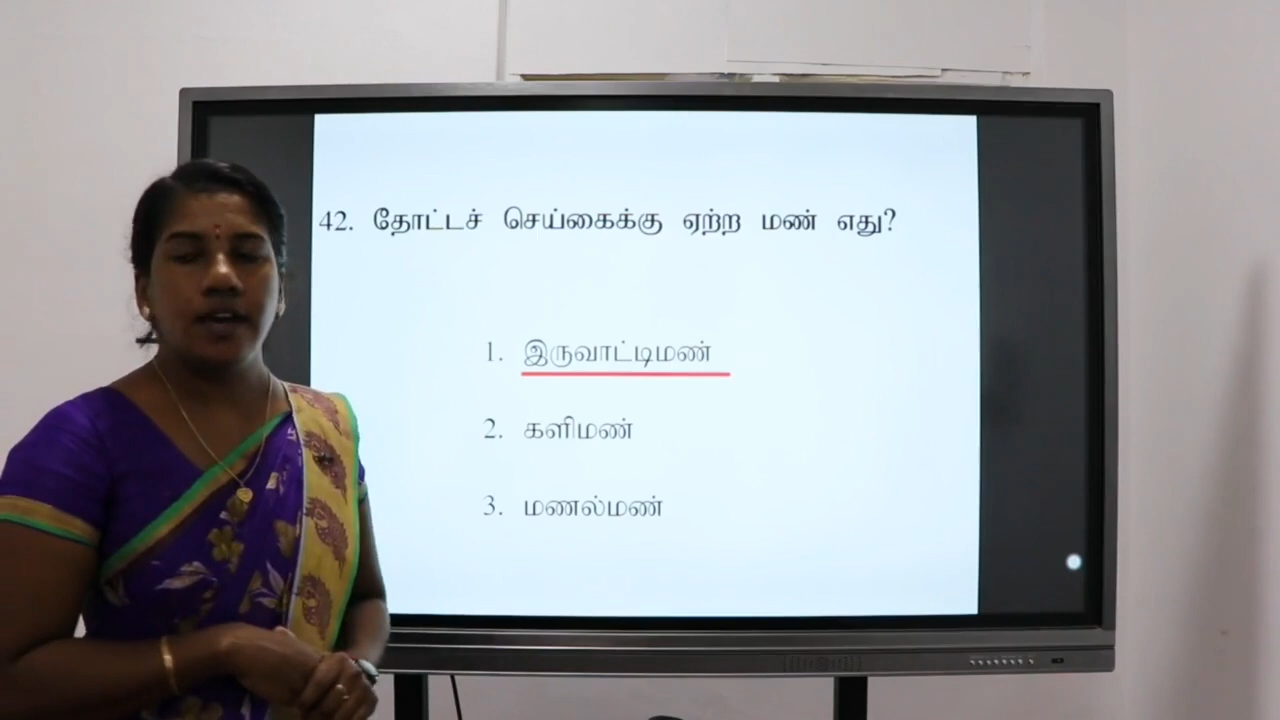 42. தோட்டச் செய்கைக்கு ஏற்ற மண் எது?
1. இருவாட்டிமண்
2. களிமண்
3. மணல்மண்